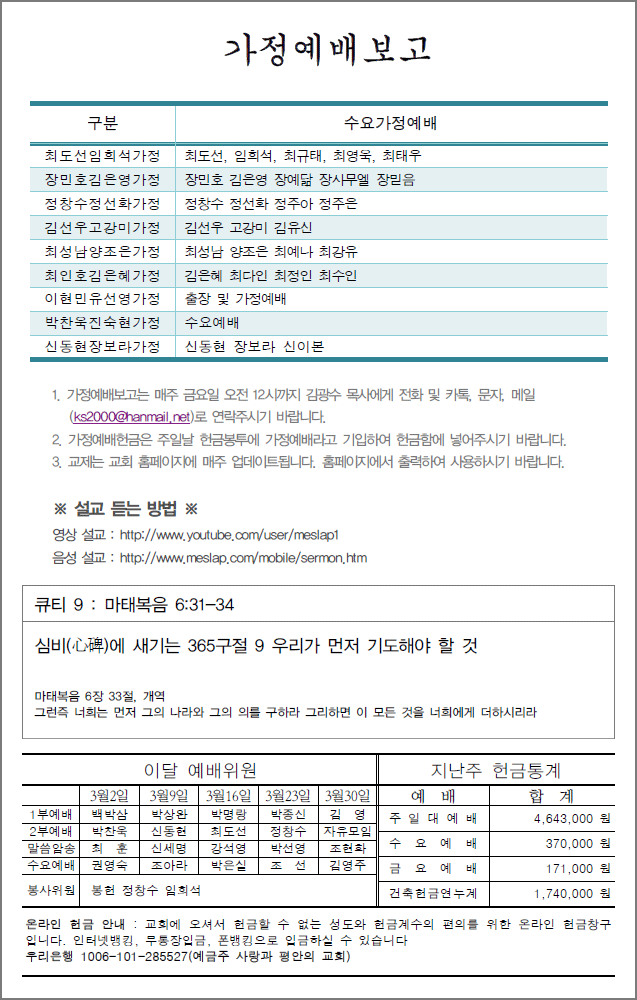 가정예배보고
구분 수요가정예배
최도선임희석가정 최도선, 임희석, 최규태, 최영욱, 최태우
장민호김은영가정 장민호 김은영 장예닮 장사무엘 장믿음
정창수정선화가정 정창수 정선화 정주아 정주은
김선우고강미가정 김선우 고강미 김유신
최성남양조은가정 최성남 양조은 최예나 최강유
최인호김은혜가정 김은혜 최다인 최정인 최수인
이현민유선영가정 출장 및 가정예배
박찬욱진숙현가정 수요예배
신동현장보라가정 신동현 장보라 신이본
1. 가정예배보고는 매주 금요일 오전 12시까지 김광수 목사에게 전화 및 카톡, 문자, 메일
(ks2000@hanmail.net)로 연락주시기 바랍니다.
2. 가정예배헌금은 주일날 헌금봉투에 가정예배라고 기입하여 헌금함에 넣어주시기 바랍니다.
3. 교제는 교회 홈페이지에 매주 업데이트됩니다. 홈페이지에서 출력하여 사용하시기 바랍니다.
※ 설교 듣는 방법 ※
영상 설교 : http://www.youtube.com/user/meslap1
음성 설교 : http://www.meslap.com/mobile/sermon.htm
큐티 9 : 마태복음 6:31-34
심비(心碑)에 새기는 365구절 9 우리가 먼저 기도해야 할 것
마태복음 6장 33절, 개역
그런즉 너희는 먼저 그의 나라와 그의 의를 구하라 그리하면 이 모든 것을 너희에게 더하시리라
이달 예배위원
3월2일 3월9일 3월16일 3월23일 3월30일
1부예배 백박삼 박상완 박명랑 박종신 김 영
2부예배 박찬욱 신동현 최도선 정창수 자유모임
말씀암송 최 훈 신세명 강석영 박선영 조현화
수요예배 권영숙 조아라 박은실 조 선 김영주
봉사위원 봉헌 정창수 임희석
지난주 헌금통계
예 배 합 계
주 일 대 예 배 4,643,000 원
수 요 예 배 370,000 원
금 요 예 배 171,000 원
건축헌금연누계 1,740,000 원
온라인 헌금 안내 : 교회에 오셔서 헌금할 수 없는 성도와 헌금계수의 편의를 위한 온라인 헌금창구
입니다. 인터넷뱅킹, 무통장입금, 폰뱅킹으로 입금하실 수 있습니다
우리은행 1006-101-285527(예금주 사랑과 평안의 교회)